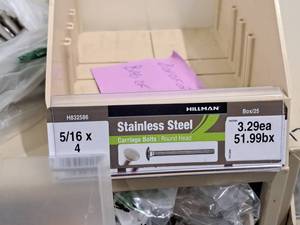 HILLMAN
H832586
Box/25
5/16 x
4
Stainless Steel
Carriage Bolts | Round Head
3.29ea
51.99bx